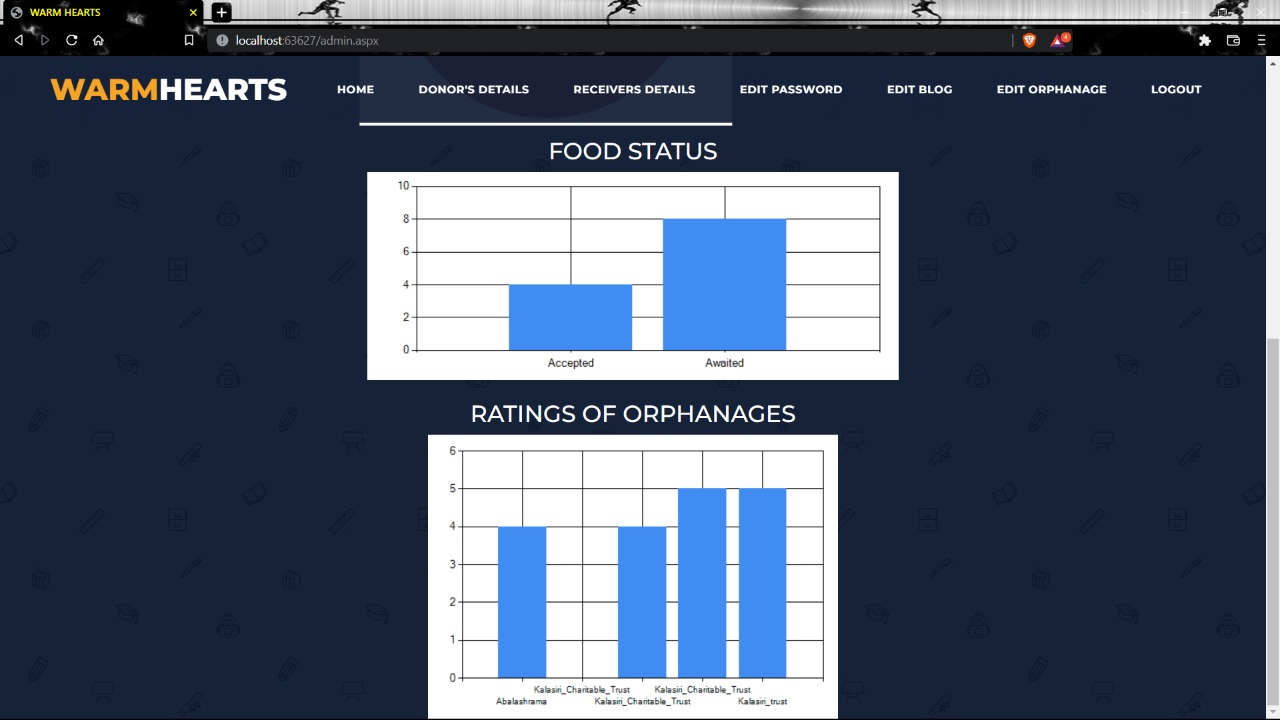 WARM HEARTS
localhost:63627/admin.aspx
4
WARMHEARTS HOME DONOR'S DETAILS RECEIVERS DETAILS EDIT PASSWORD EDIT BLOG EDIT ORPHANAGE LOGOUT
FOOD STATUS
10
8
6
4
2
0
Accepted Awaited
RATINGS OF ORPHANAGES
6
5
4
3
2
1
0
Kalasiri_Charitable_Trust Kalasiri_Charitable_Trust
Abalashrama Kalasiri_Charitable_Trust Kalasiri_trust